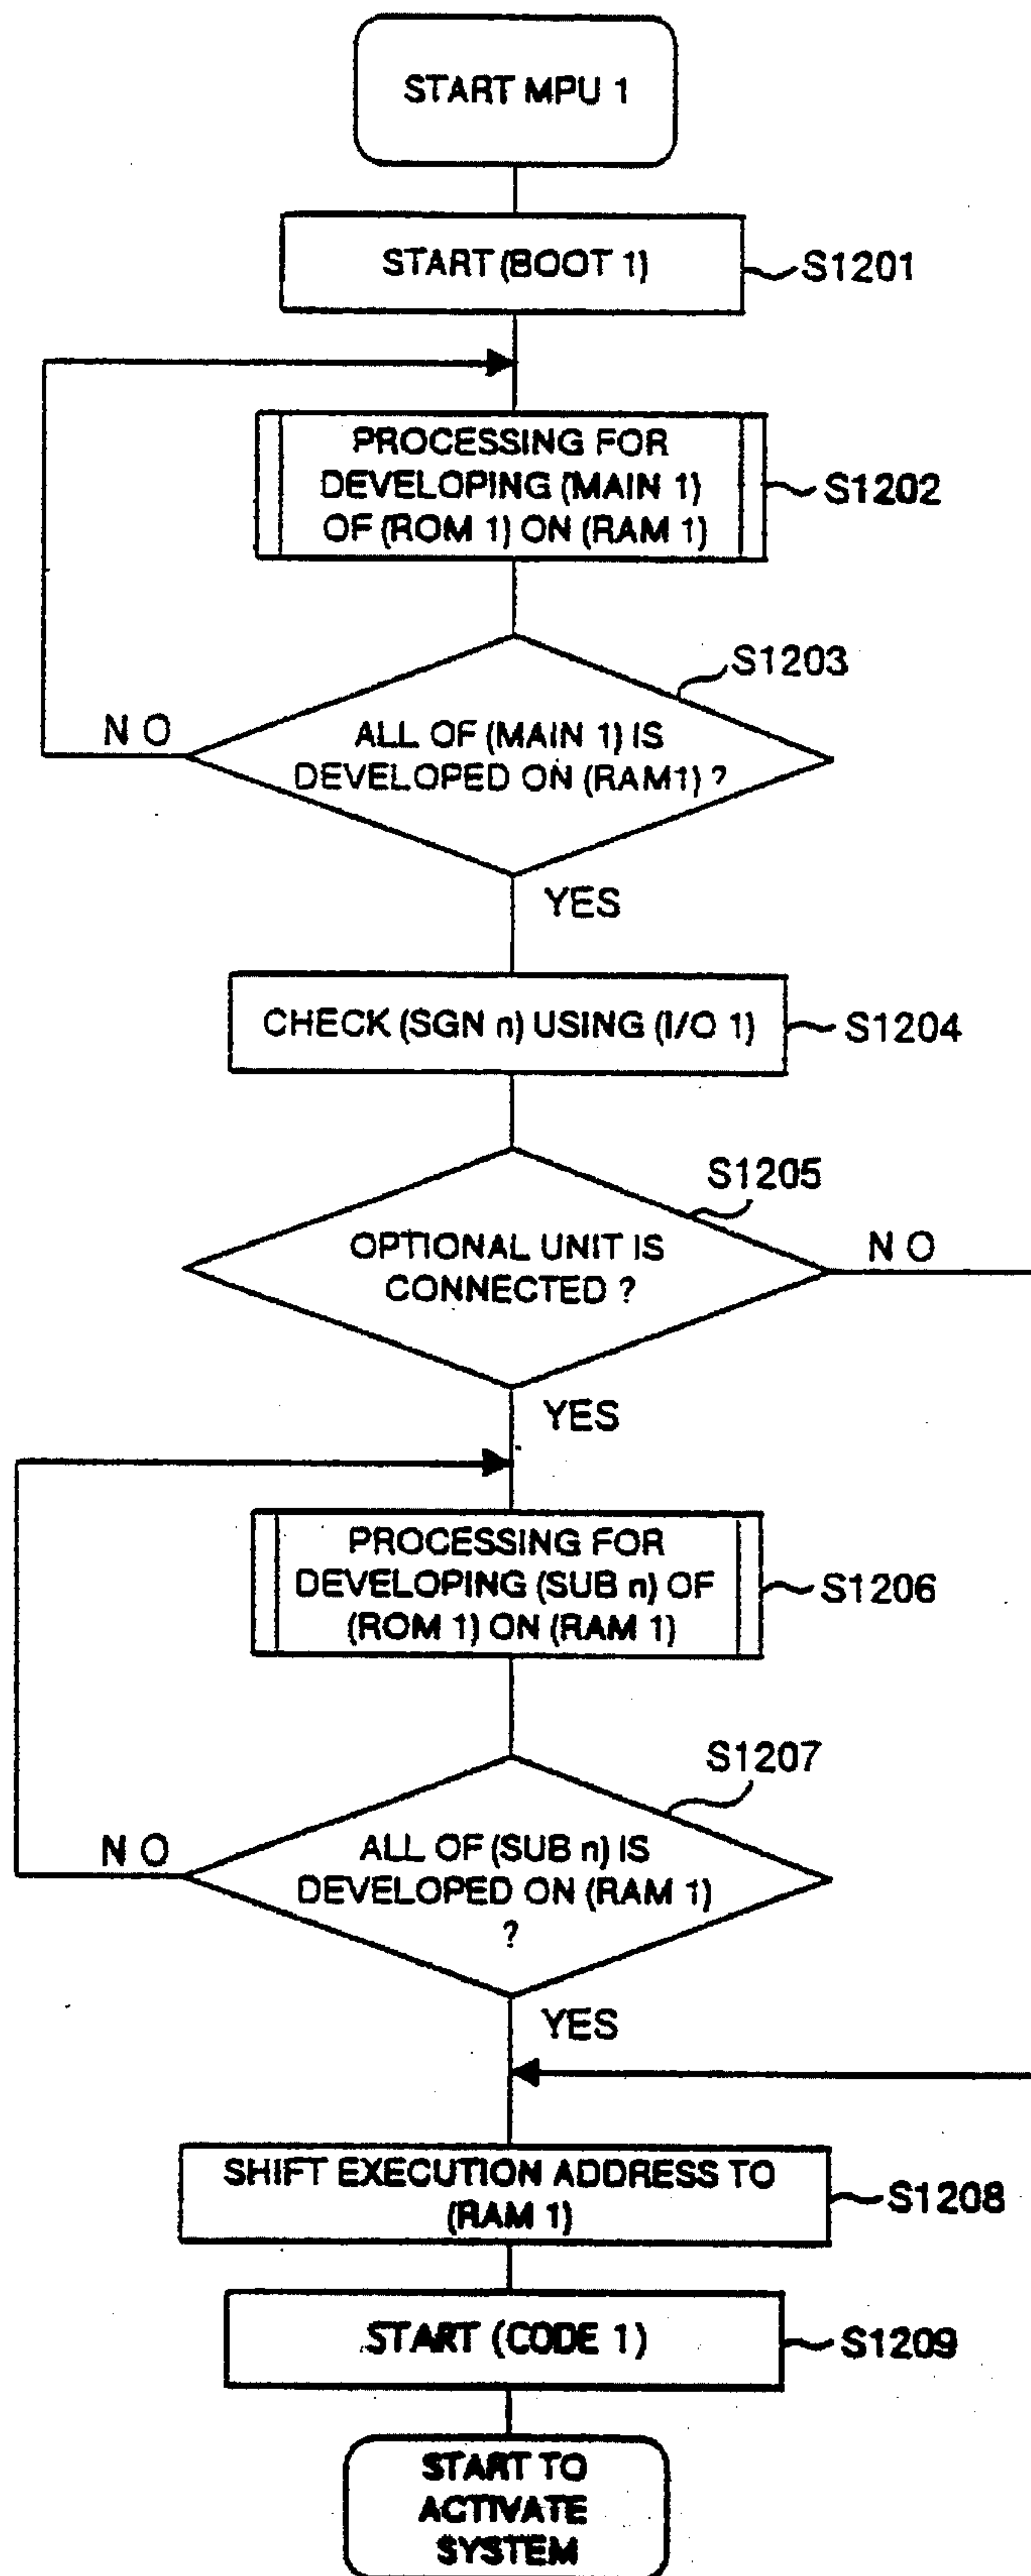 START MPU 1
START (BOOT 1)
S1201
PROCESSING FOR
DEVELOPING (MAIN 1)
OF (ROM 1) ON (RAM 1)
S1202
S1203
ALL OF (MAIN 1) IS
DEVELOPED ON (RAM1) ?
NO
YES
CHECK (SGN n) USING (I/O 1)
S1204
S1205
OPTIONAL UNIT IS
CONNECTED ?
NO
YES
PROCESSING FOR
DEVELOPING (SUB n) OF
(ROM 1) ON (RAM 1)
S1206
S1207
ALL OF (SUB n) IS
DEVELOPED ON (RAM 1)
?
NO
YES
SHIFT EXECUTION ADDRESS TO
(RAM 1)
S1208
START (CODE 1)
S1209
START TO
ACTIVATE
SYSTEM